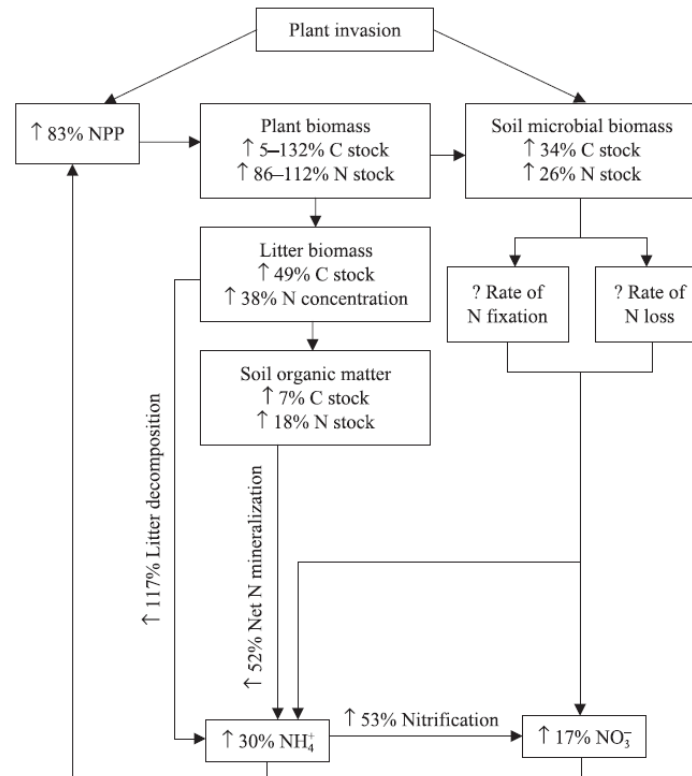 Plant invasion
↑ 83% NPP
Plant biomass
↑ 5–132% C stock
↑ 86–112% N stock
Soil microbial biomass
↑ 34% C stock
↑ 26% N stock
Litter biomass
↑ 49% C stock
↑ 38% N concentration
? Rate of
N fixation
? Rate of
N loss
Soil organic matter
↑ 7% C stock
↑ 18% N stock
↑ 117% Litter decomposition
↑ 52% Net N mineralization
↑ 30% NH₄⁺
↑ 53% Nitrification
↑ 17% NO₃⁻